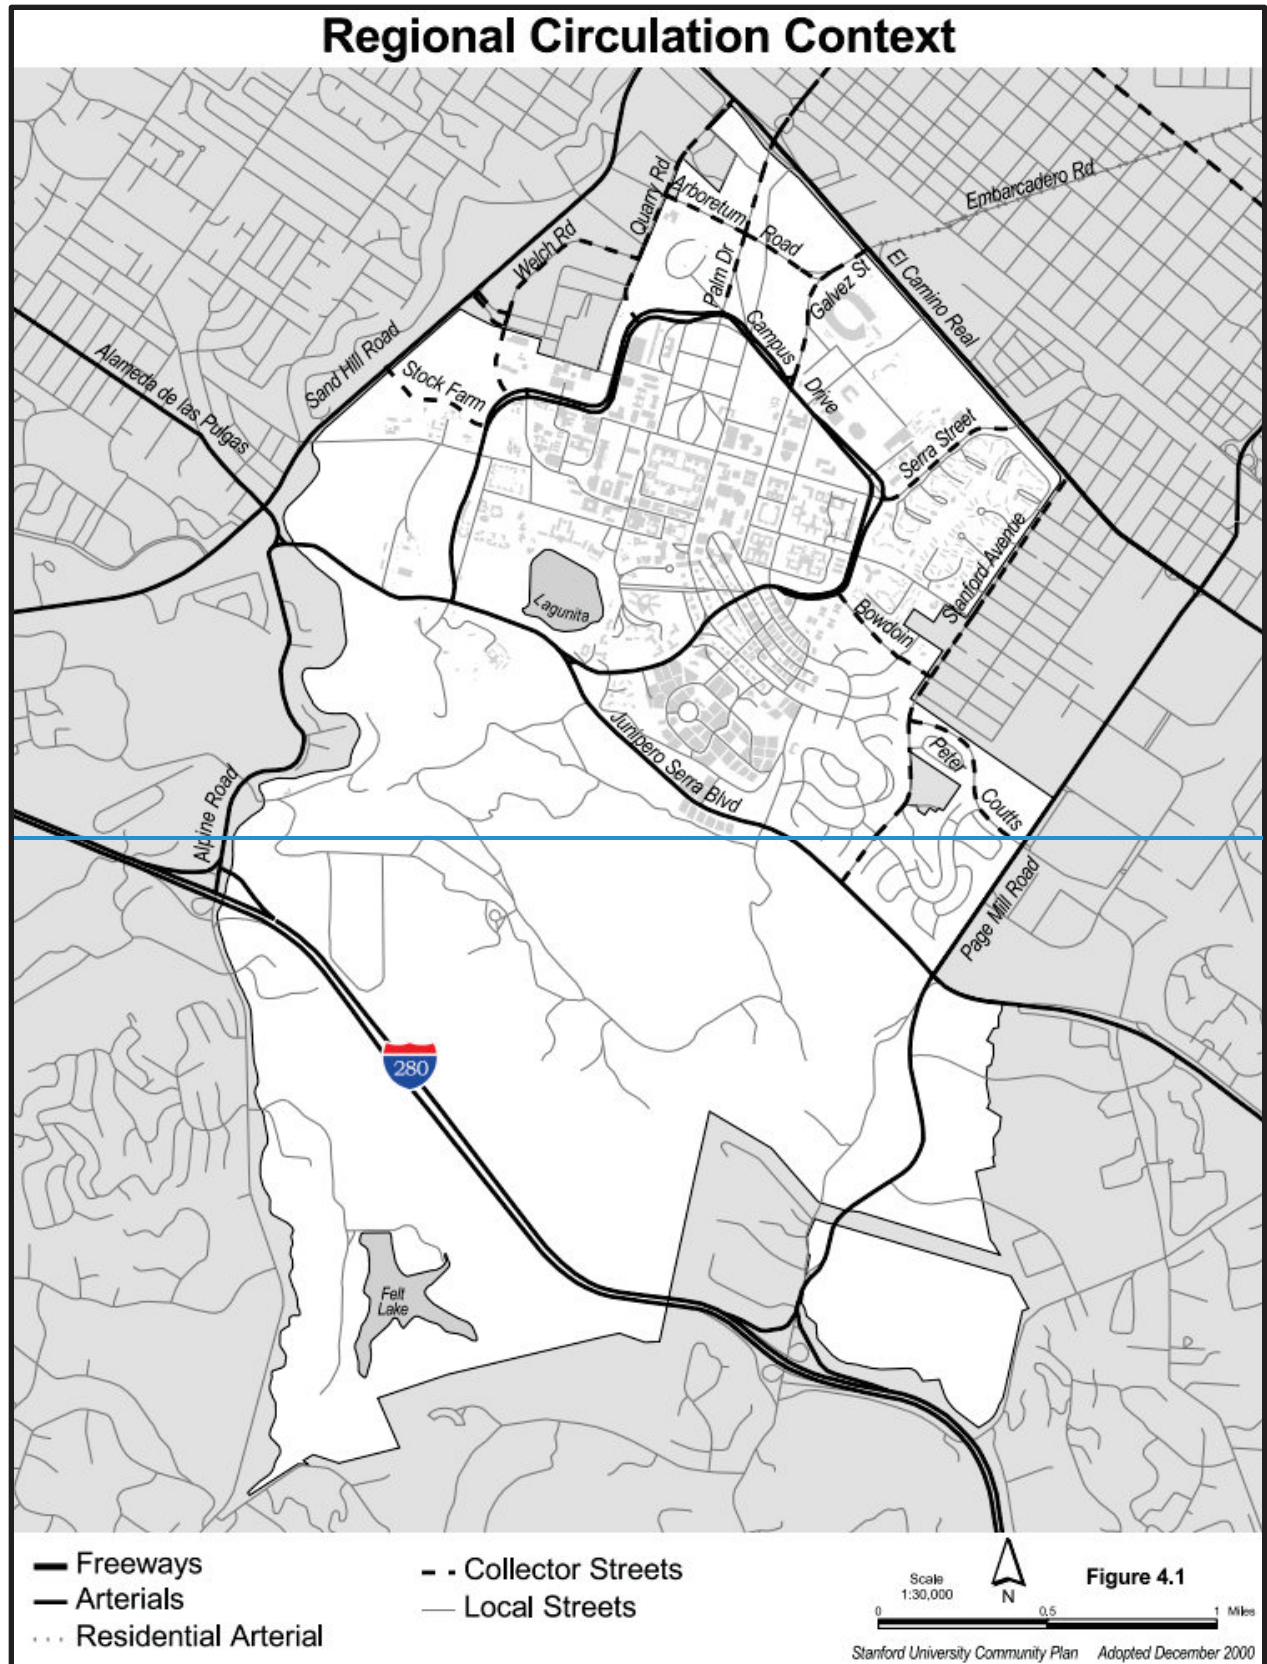 Regional Circulation Context
Embarcadero Rd
Quarry Rd
Arboretum
Road
Welch Rd
Palm Dr
Galvez St
El Camino Real
Campus
Drive
Sand Hill Road
Alameda de las Pulgas
Stock Farm
Serra Street
Stanford Avenue
Lagunita
Bowdoin
Junipero Serra Blvd
Peter
Coutts
Alpine Road
Page Mill Road
280
Felt
Lake
Freeways
Arterials
Residential Arterial
Collector Streets
Local Streets
Scale
1:30,000
N
Figure 4.1
0 0.5 1 Miles
Stanford University Community Plan Adopted December 2000